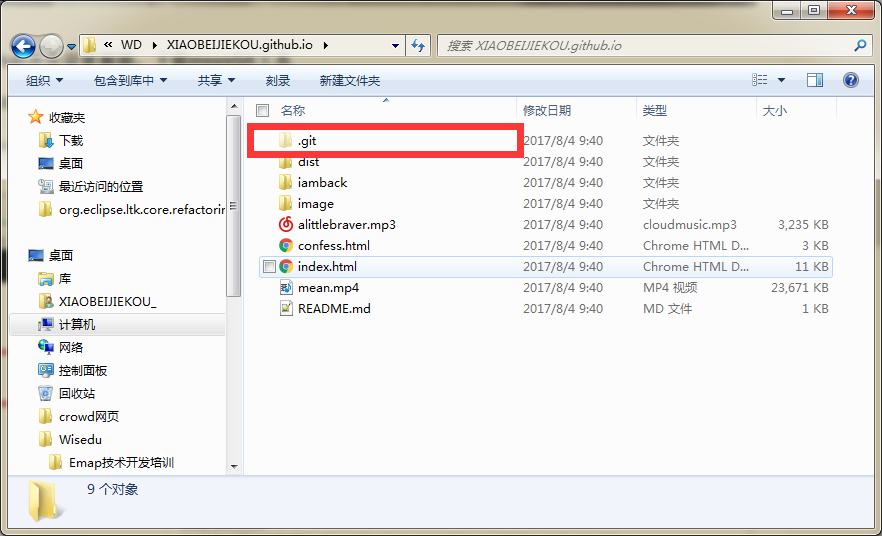 « WD XIAOBEIJIEKOU.github.io
搜索 XIAOBEIJIEKOU.github.io
组织 包含到库中 共享 刻录 新建文件夹
收藏夹
下载
桌面
最近访问的位置
org.eclipse.ltk.core.refactorin
桌面
库
XIAOBEIJIEKOU_
计算机
网络
控制面板
回收站
crowd网页
Wisedu
Emap技术开发培训
名称 修改日期 类型 大小
.git 2017/8/4 9:40 文件夹
dist 2017/8/4 9:40 文件夹
iamback 2017/8/4 9:40 文件夹
image 2017/8/4 9:40 文件夹
alittlebraver.mp3 2017/8/4 9:40 cloudmusic.mp3 3,235 KB
confess.html 2017/8/4 9:40 Chrome HTML D... 3 KB
index.html 2017/8/4 9:40 Chrome HTML D... 11 KB
mean.mp4 2017/8/4 9:40 MP4 视频 23,671 KB
README.md 2017/8/4 9:40 MD 文件 1 KB
9 个对象